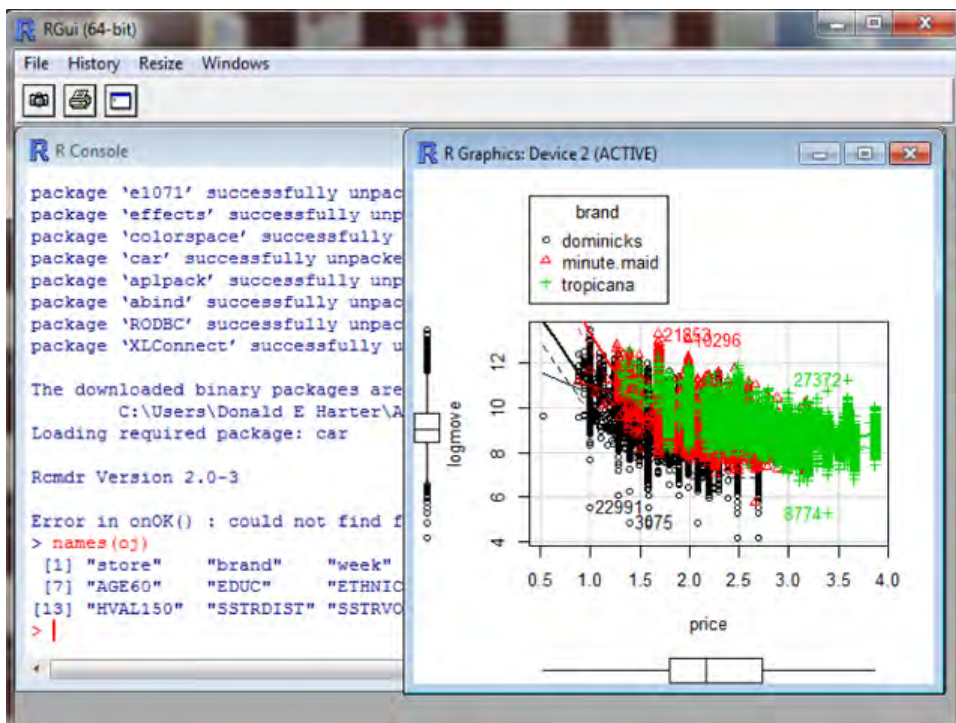 RGui (64-bit)
File History Resize Windows
R Console
package 'e1071' successfully unpac
package 'effects' successfully unp
package 'colorspace' successfully
package 'car' successfully unpacke
package 'aplpack' successfully unp
package 'abind' successfully unpac
package 'RODBC' successfully unpac
package 'XLConnect' successfully u
The downloaded binary packages are
C:\Users\Donald E Harter\A
Loading required package: car
Rcmdr Version 2.0-3
Error in onOK() : could not find f
> names(oj)
[1] "store" "brand" "week"
[7] "AGE60" "EDUC" "ETHNIC
[13] "HVAL150" "SSTRDIST" "SSTRVO
>
R Graphics: Device 2 (ACTIVE)
brand
dominicks
minute.maid
tropicana
21853
10296
27372
22991
3075
8774
logmove
12
10
8
6
4
0.5 1.0 1.5 2.0 2.5 3.0 3.5 4.0
price